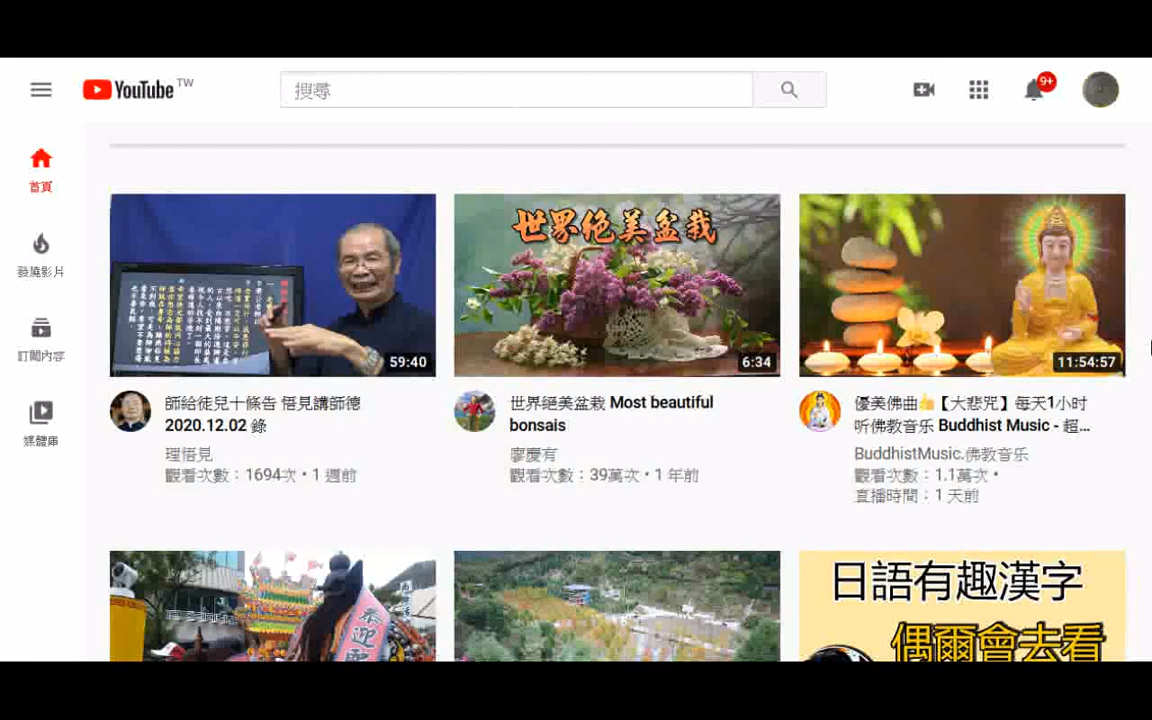 YouTube TW
搜尋
9+
首頁
發燒影片
訂閱內容
媒體庫
59:40
師給徒兒十條告 悟見講師德
2020.12.02 錄
理悟見
觀看次數：1694次・1 週前
世界绝美盆栽
6:34
世界絕美盆栽 Most beautiful
bonsais
廖慶有
觀看次數：39萬次・1 年前
11:54:57
優美佛曲👍【大悲咒】每天1小时
听佛教音乐 Buddhist Music - 超...
BuddhistMusic.佛教音乐
觀看次數：1.1萬次・
直播時間：1 天前
恭迎
日語有趣漢字
偶爾會去看